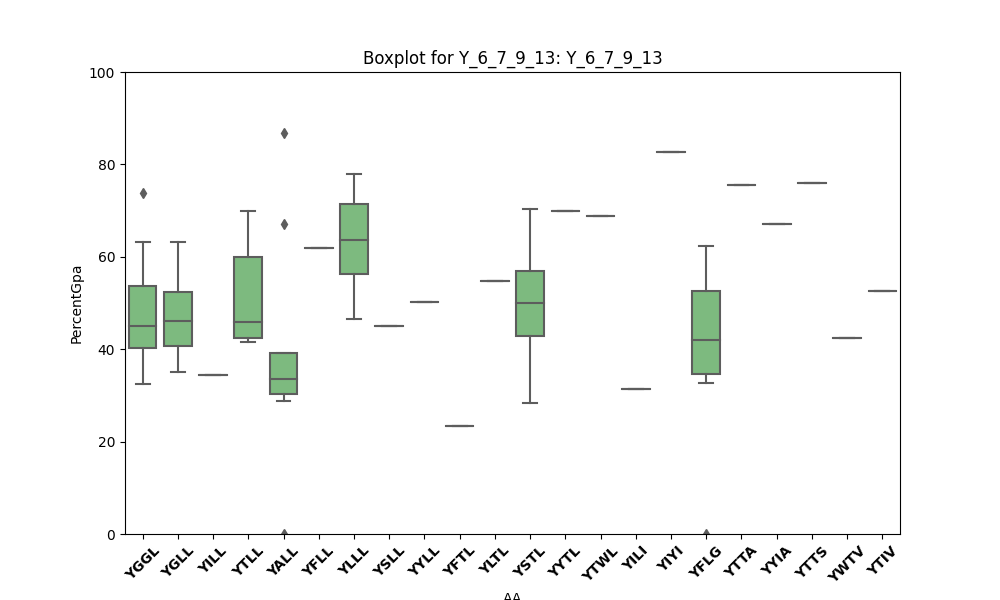 Boxplot for Y_6_7_9_13: Y_6_7_9_13
PercentGpa
100
80
60
40
20
0
YGGL YGLL YILL YTLL YALL YFLL YLLL YSLL YYLL YFTL YLTL YSTL YYTL YTWL YILI YIYI YFLG YTTA YYIA YTTS YWTV YTIV
AA